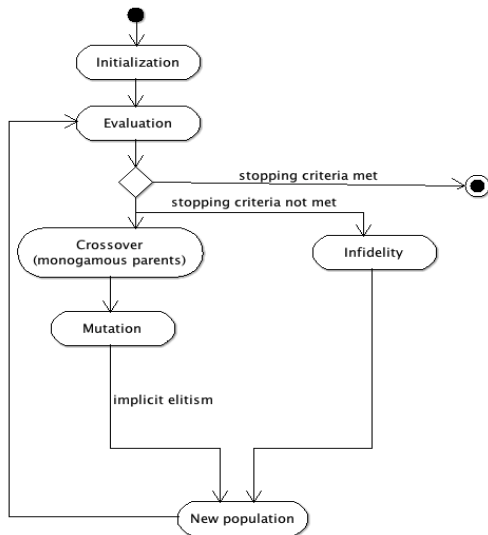 Initialization
Evaluation
stopping criteria met
stopping criteria not met
Crossover
(monogamous parents)
Infidelity
Mutation
implicit elitism
New population